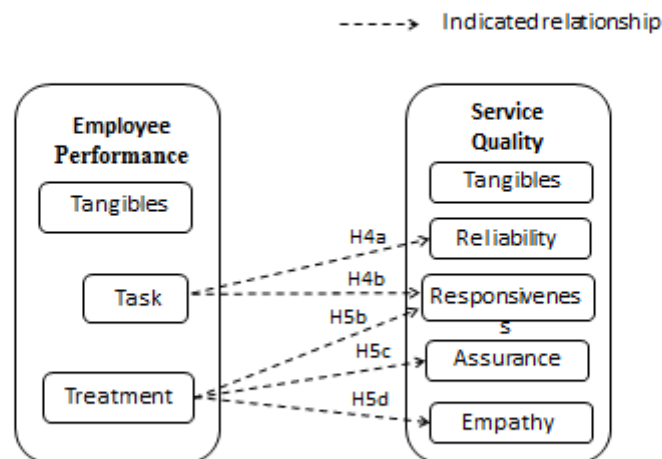 Indicated relationship
Employee
Performance
Tangibles
Task
Treatment
H4a
H4b
H5b
H5c
H5d
Service
Quality
Tangibles
Reliability
Responsivenes
s
Assurance
Empathy